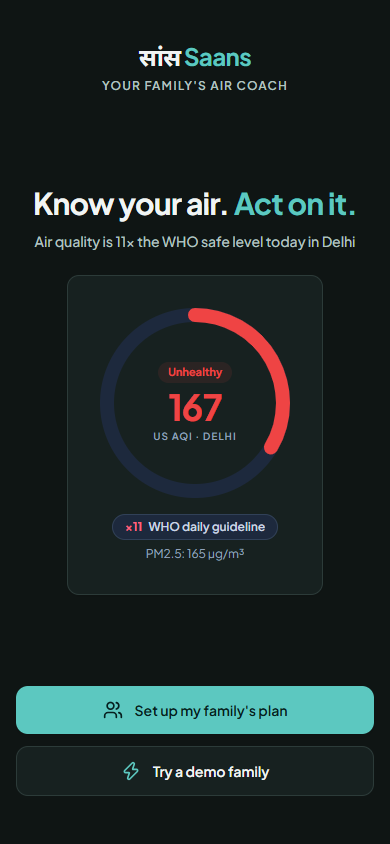 सांस Saans
YOUR FAMILY'S AIR COACH
Know your air. Act on it.
Air quality is 11× the WHO safe level today in Delhi
Unhealthy
167
US AQI · DELHI
×11 WHO daily guideline
PM2.5: 165 µg/m³
Set up my family's plan
Try a demo family